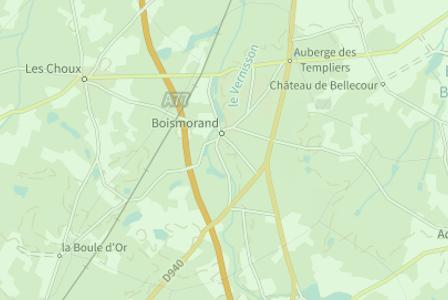 Auberge des
Templiers
le Vernisson
Les Choux
Château de Bellecour
A77
Boismorand
la Boule d'Or
D940